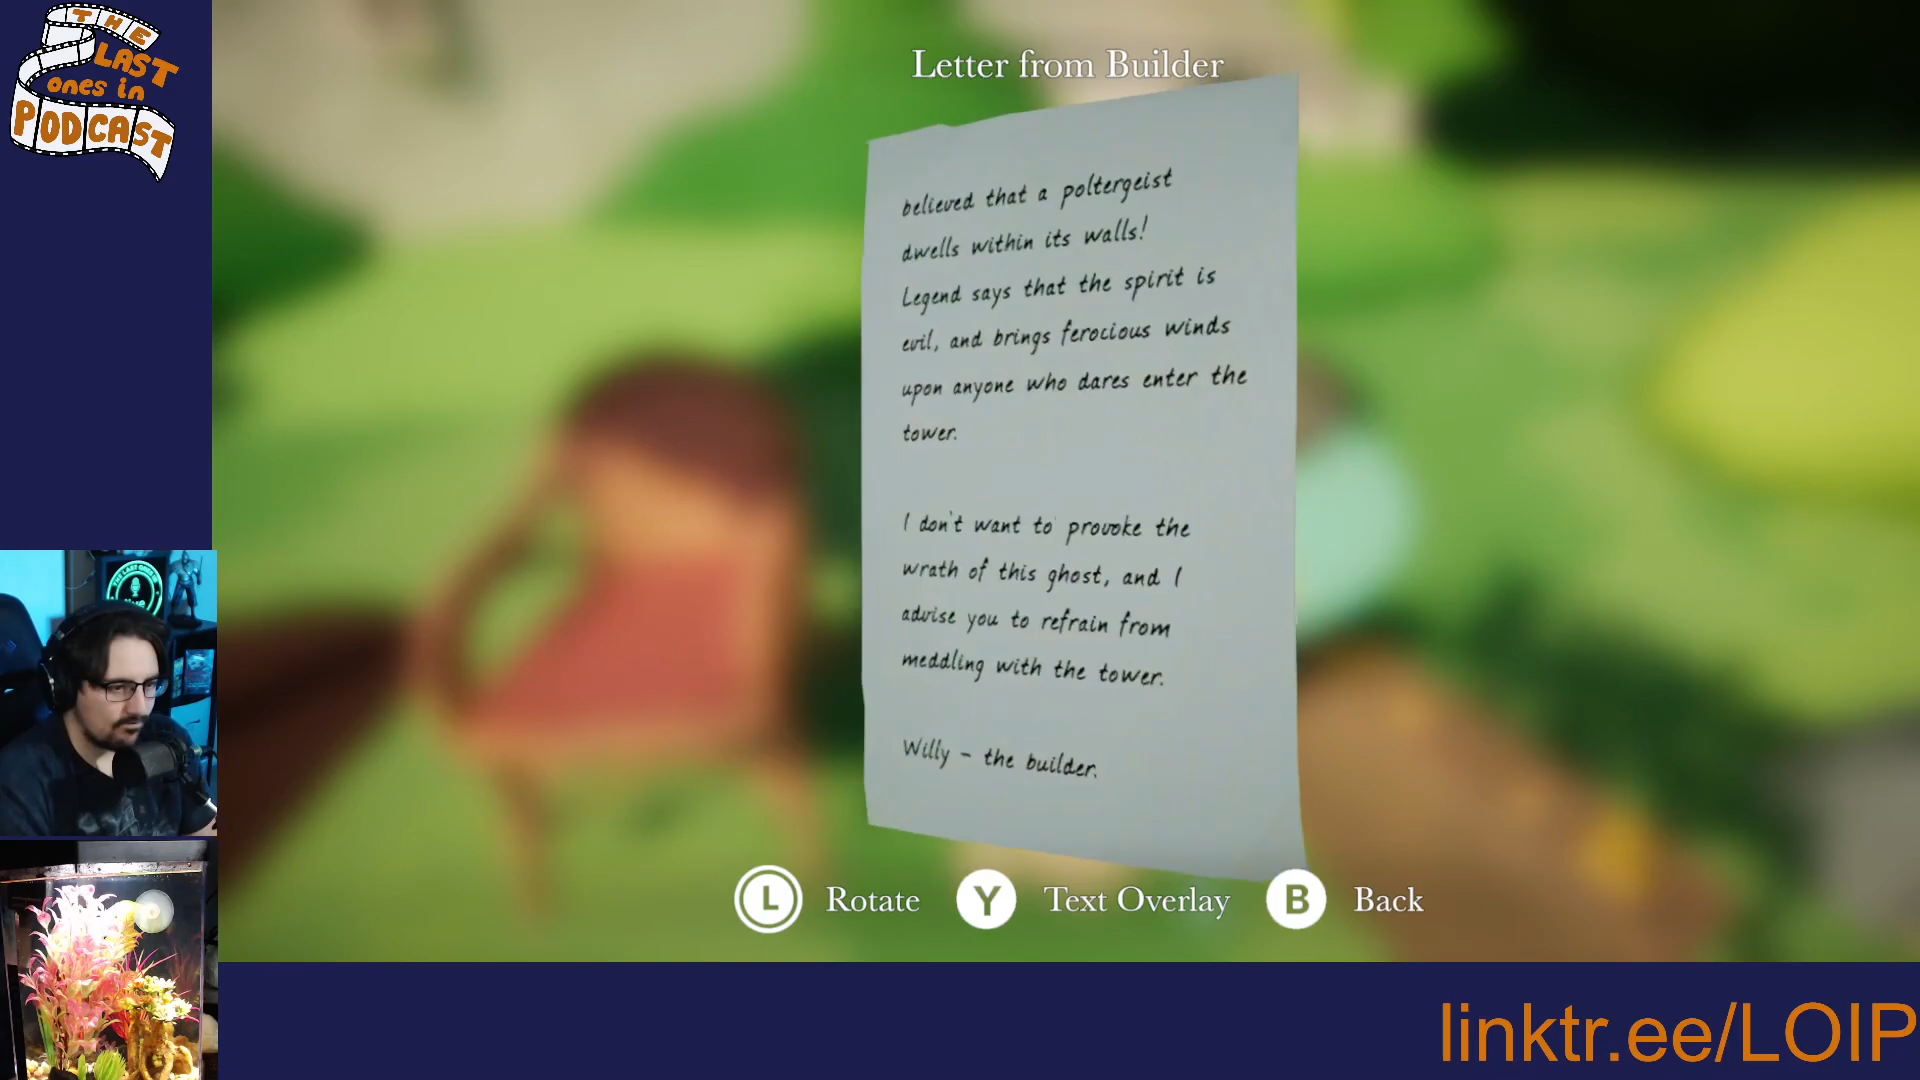 THE
LAST
ones in
PODCAST
Letter from Builder
believed that a poltergeist
dwells within its walls!
Legend says that the spirit is
evil, and brings ferocious winds
upon anyone who dares enter the
tower.
I don't want to provoke the
wrath of this ghost, and I
advise you to refrain from
meddling with the tower.
Willy - the builder.
L Rotate Y Text Overlay B Back
linktr.ee/LOIP